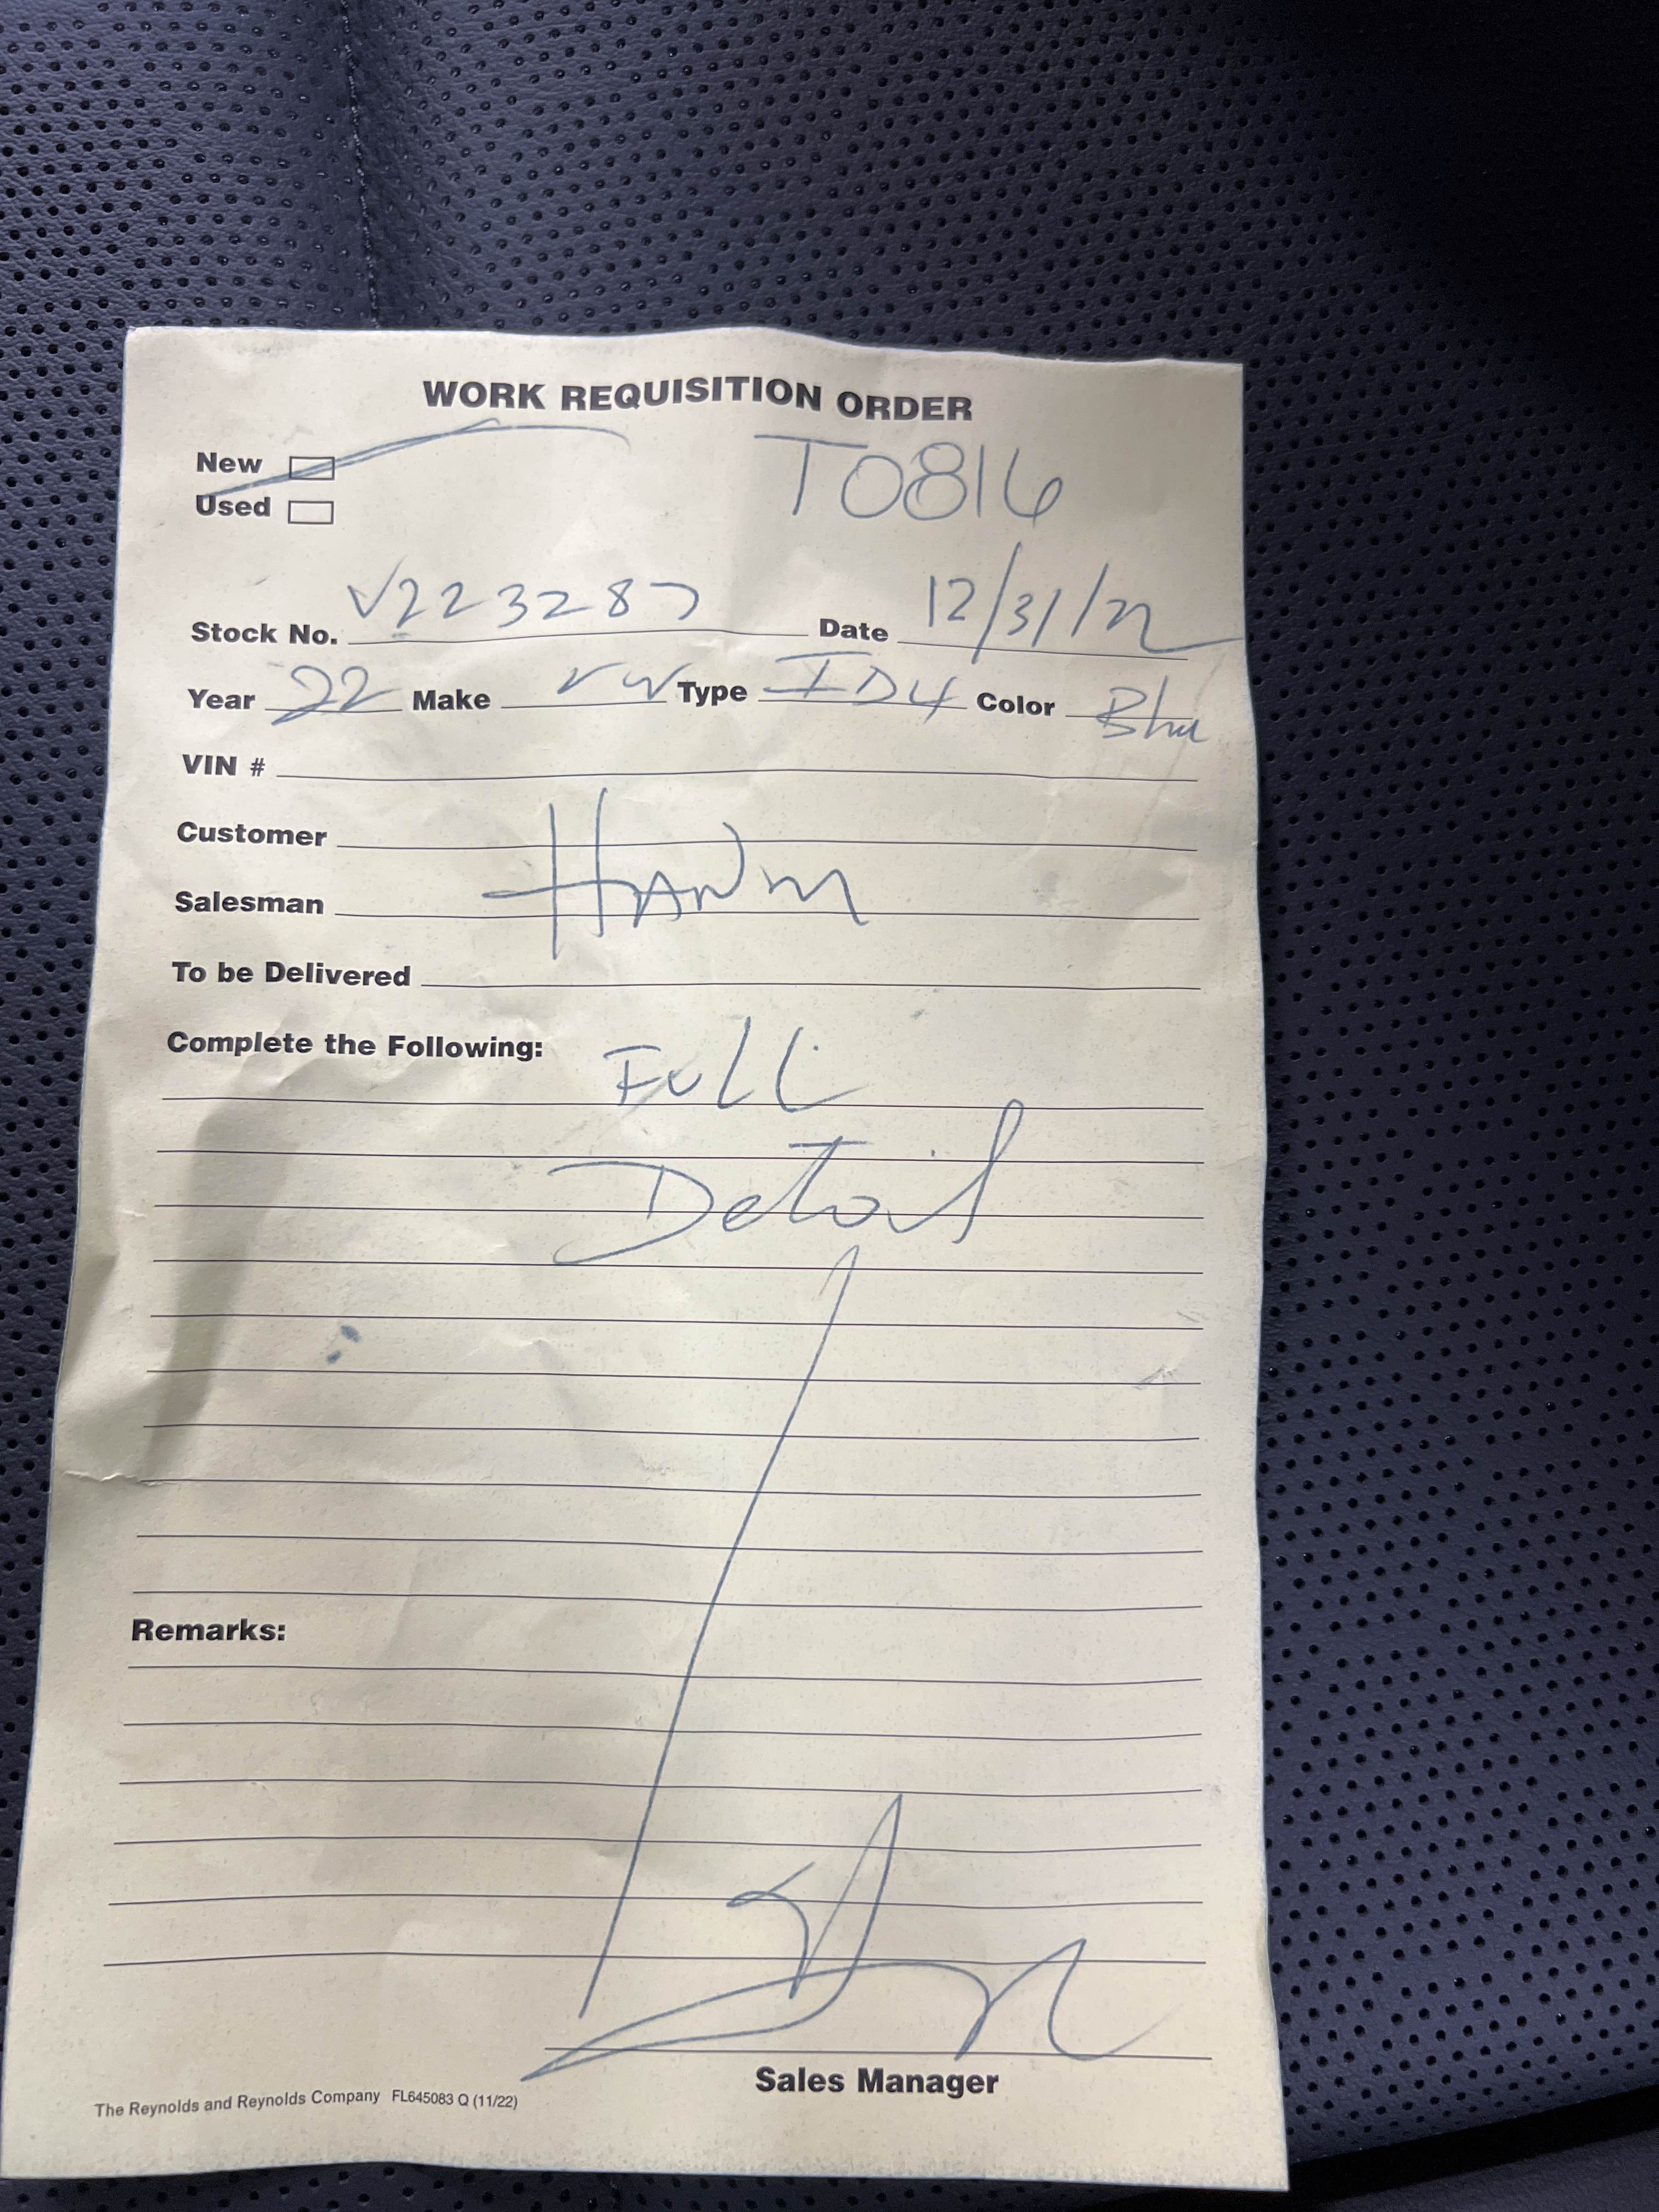 WORK REQUISITION ORDER
New
T0816
Used
Stock No. V223287 Date 12/31/22
Year 22 Make VW Type ID4 Color Blu
VIN #
Customer
Salesman
To be Delivered
Complete the Following: Full
Detail
Remarks:
Sales Manager
The Reynolds and Reynolds Company FL645083 Q (11/22)